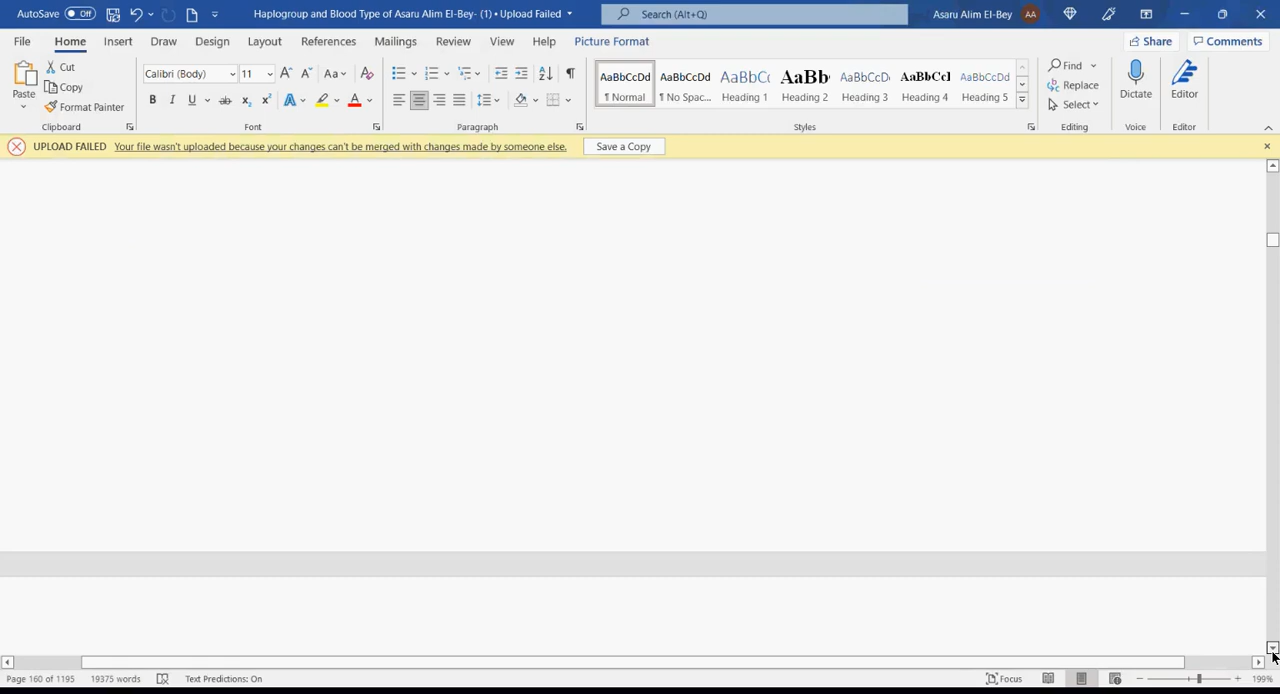 AutoSave Off Haplogroup and Blood Type of Asaru Alim El-Bey- (1) • Upload Failed Search (Alt+Q) Asaru Alim El-Bey AA
File Home Insert Draw Design Layout References Mailings Review View Help Picture Format Share Comments
Paste Cut Copy Format Painter
Calibri (Body) 11 Aa
B I U ab x₂ x² A A
AaBbCcDd AaBbCcDd AaBbC AaBb AaBbCcD AaBbCcI AaBbCcDd
¶ Normal ¶ No Spac... Heading 1 Heading 2 Heading 3 Heading 4 Heading 5
Find Replace Select
Dictate Editor
Clipboard Font Paragraph Styles Editing Voice Editor
UPLOAD FAILED Your file wasn't uploaded because your changes can't be merged with changes made by someone else. Save a Copy
Page 160 of 1195 19375 words Text Predictions: On Focus 199%